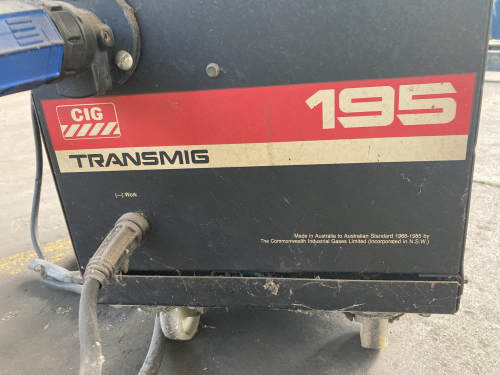 CIG
195
TRANSMIG
(—) Work
Made in Australia to Australian Standard 1966-1985 by
The Commonwealth Industrial Gases Limited (Incorporated in N.S.W.)